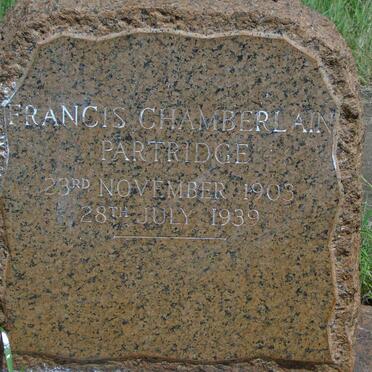 FRANCIS CHAMBERLAIN
PARTRIDGE
23RD NOVEMBER 1903
28TH JULY 1939